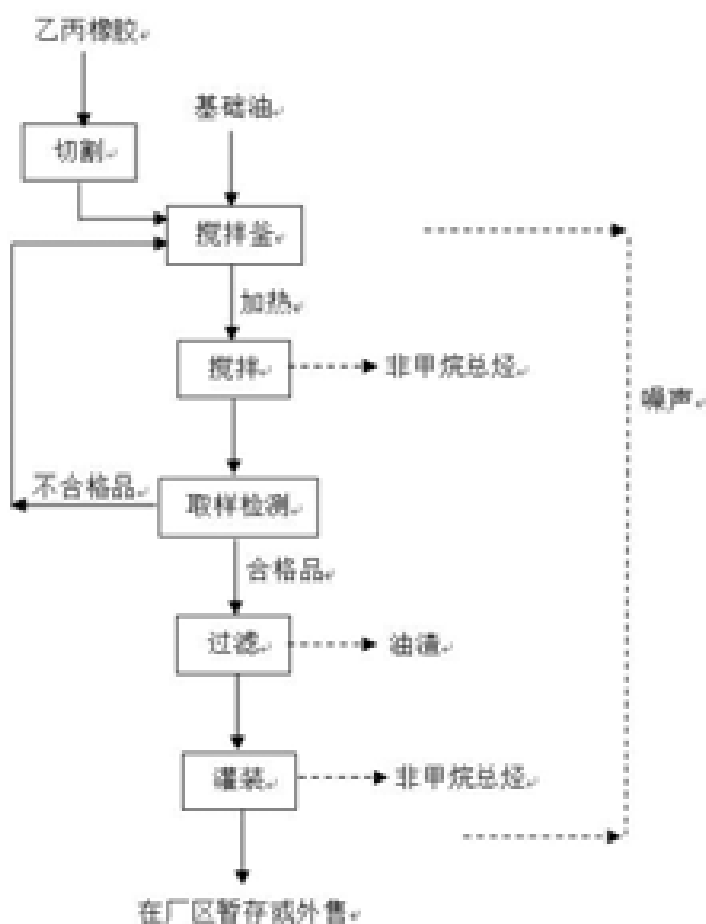 乙丙橡胶
基础油
切割
搅拌釜
加热
搅拌
非甲烷总烃
噪声
不合格品
取样检测
合格品
过滤
油渣
灌装
非甲烷总烃
在厂区暂存或外售